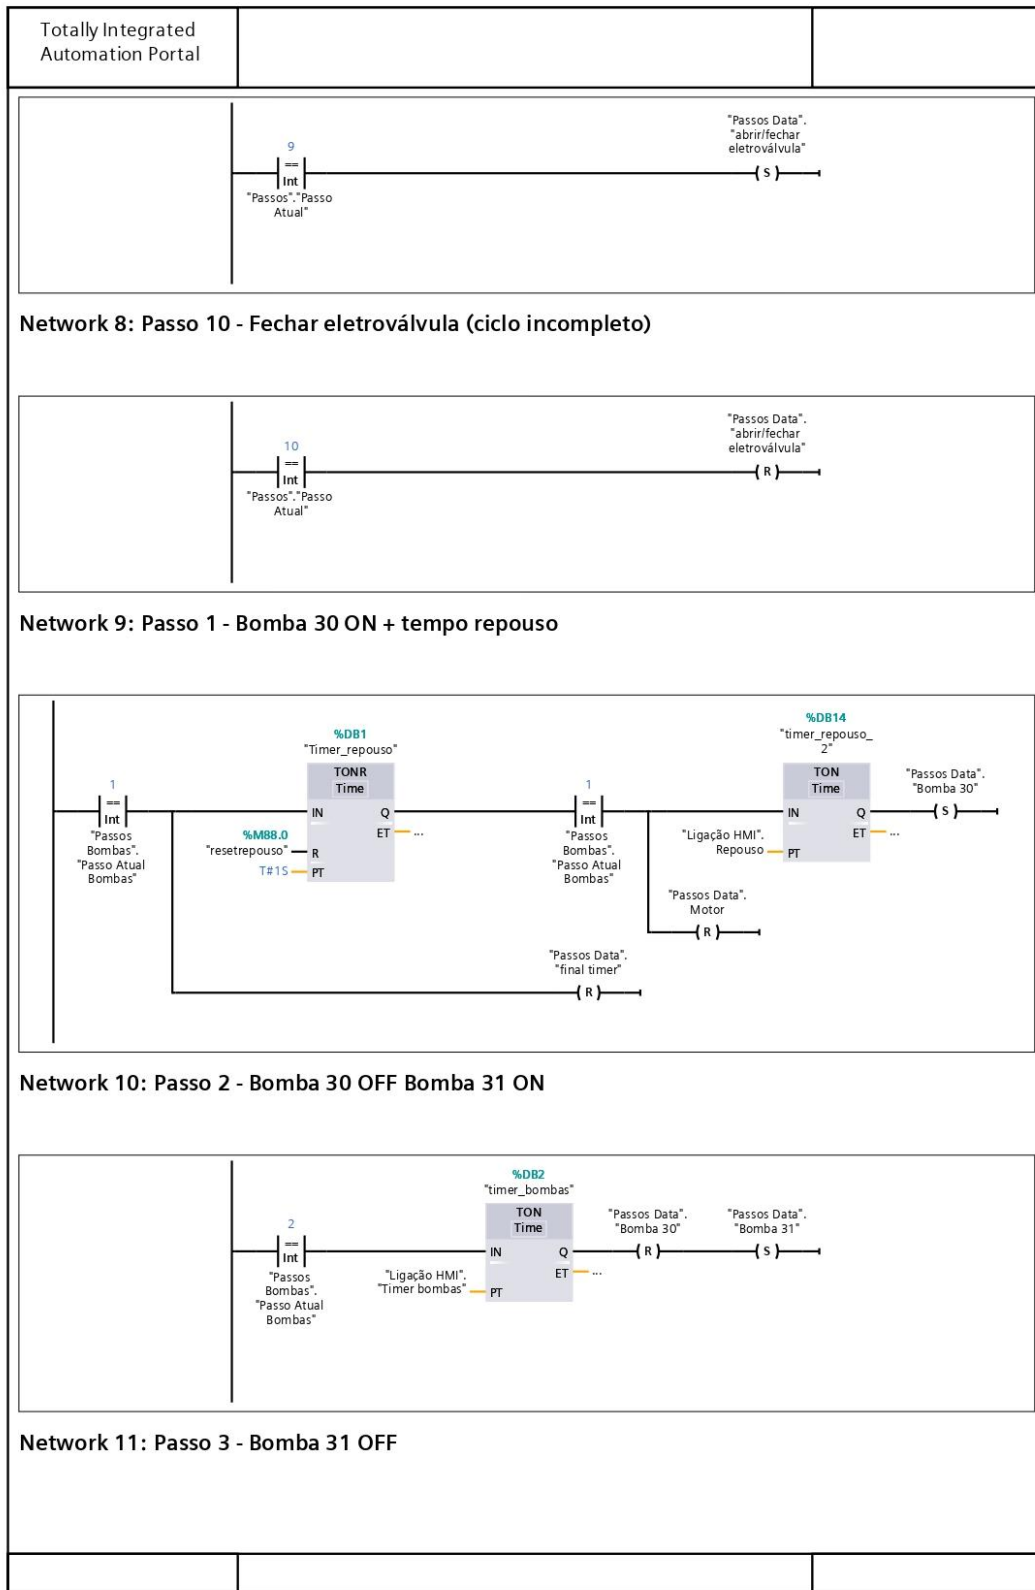 Totally Integrated
Automation Portal
"Passos Data".
"abrir/fechar
eletroválvula"
9
==
Int
"Passos"."Passo
Atual"
S
Network 8: Passo 10 - Fechar eletroválvula (ciclo incompleto)
"Passos Data".
"abrir/fechar
eletroválvula"
10
==
Int
"Passos"."Passo
Atual"
R
Network 9: Passo 1 - Bomba 30 ON + tempo repouso
1
==
Int
"Passos
Bombas".
"Passo Atual
Bombas"
%DB1
"Timer_repouso"
TONR
Time
IN
Q
ET
...
%M88.0
"resetrepouso"
R
T#1S
PT
1
==
Int
"Passos
Bombas".
"Passo Atual
Bombas"
%DB14
"timer_repouso_
2"
TON
Time
IN
Q
ET
...
"Ligação HMI".
Repouso
PT
"Passos Data".
"Bomba 30"
S
"Passos Data".
Motor
R
"Passos Data".
"final timer"
R
Network 10: Passo 2 - Bomba 30 OFF Bomba 31 ON
2
==
Int
"Passos
Bombas".
"Passo Atual
Bombas"
%DB2
"timer_bombas"
TON
Time
IN
Q
ET
...
"Ligação HMI".
"Timer bombas"
PT
"Passos Data".
"Bomba 30"
R
"Passos Data".
"Bomba 31"
S
Network 11: Passo 3 - Bomba 31 OFF